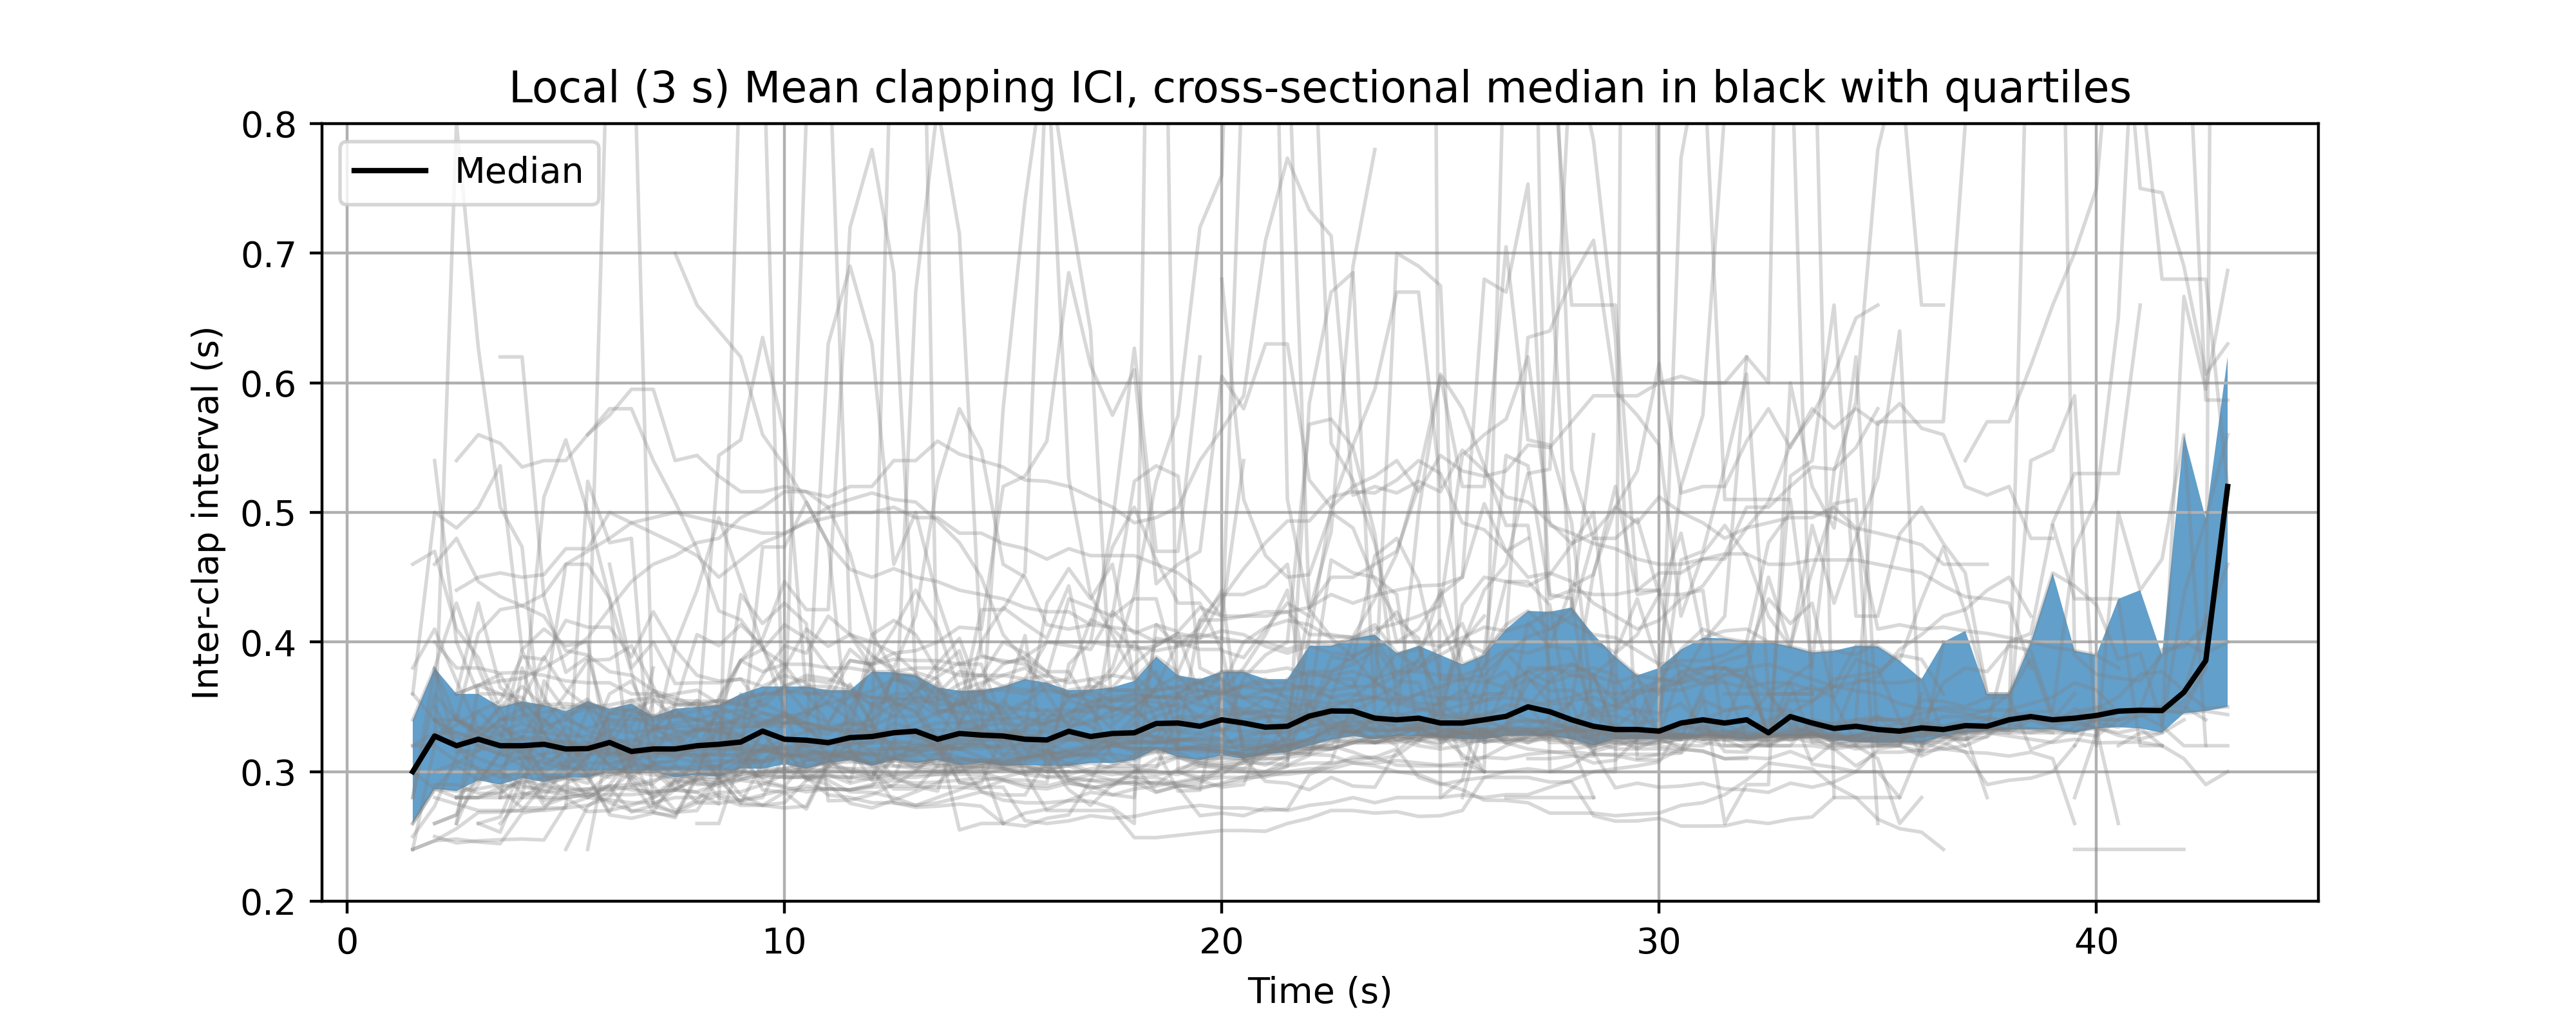 Local (3 s) Mean clapping ICI, cross-sectional median in black with quartiles
Median
Inter-clap interval (s)
0.8
0.7
0.6
0.5
0.4
0.3
0.2
0 10 20 30 40
Time (s)